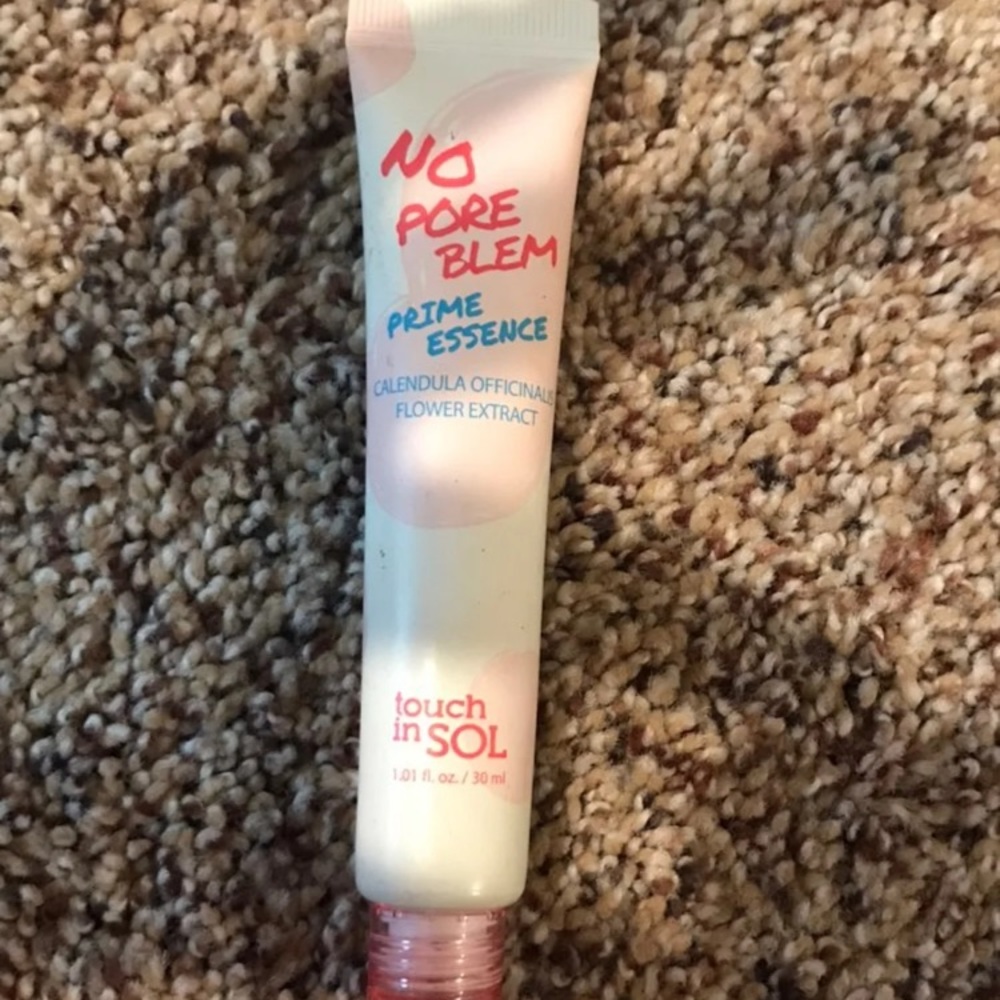 NO
PORE
BLEM
PRIME
ESSENCE
CALENDULA OFFICINALIS
FLOWER EXTRACT
touch
in SOL
1.01 fl. oz. / 30 ml